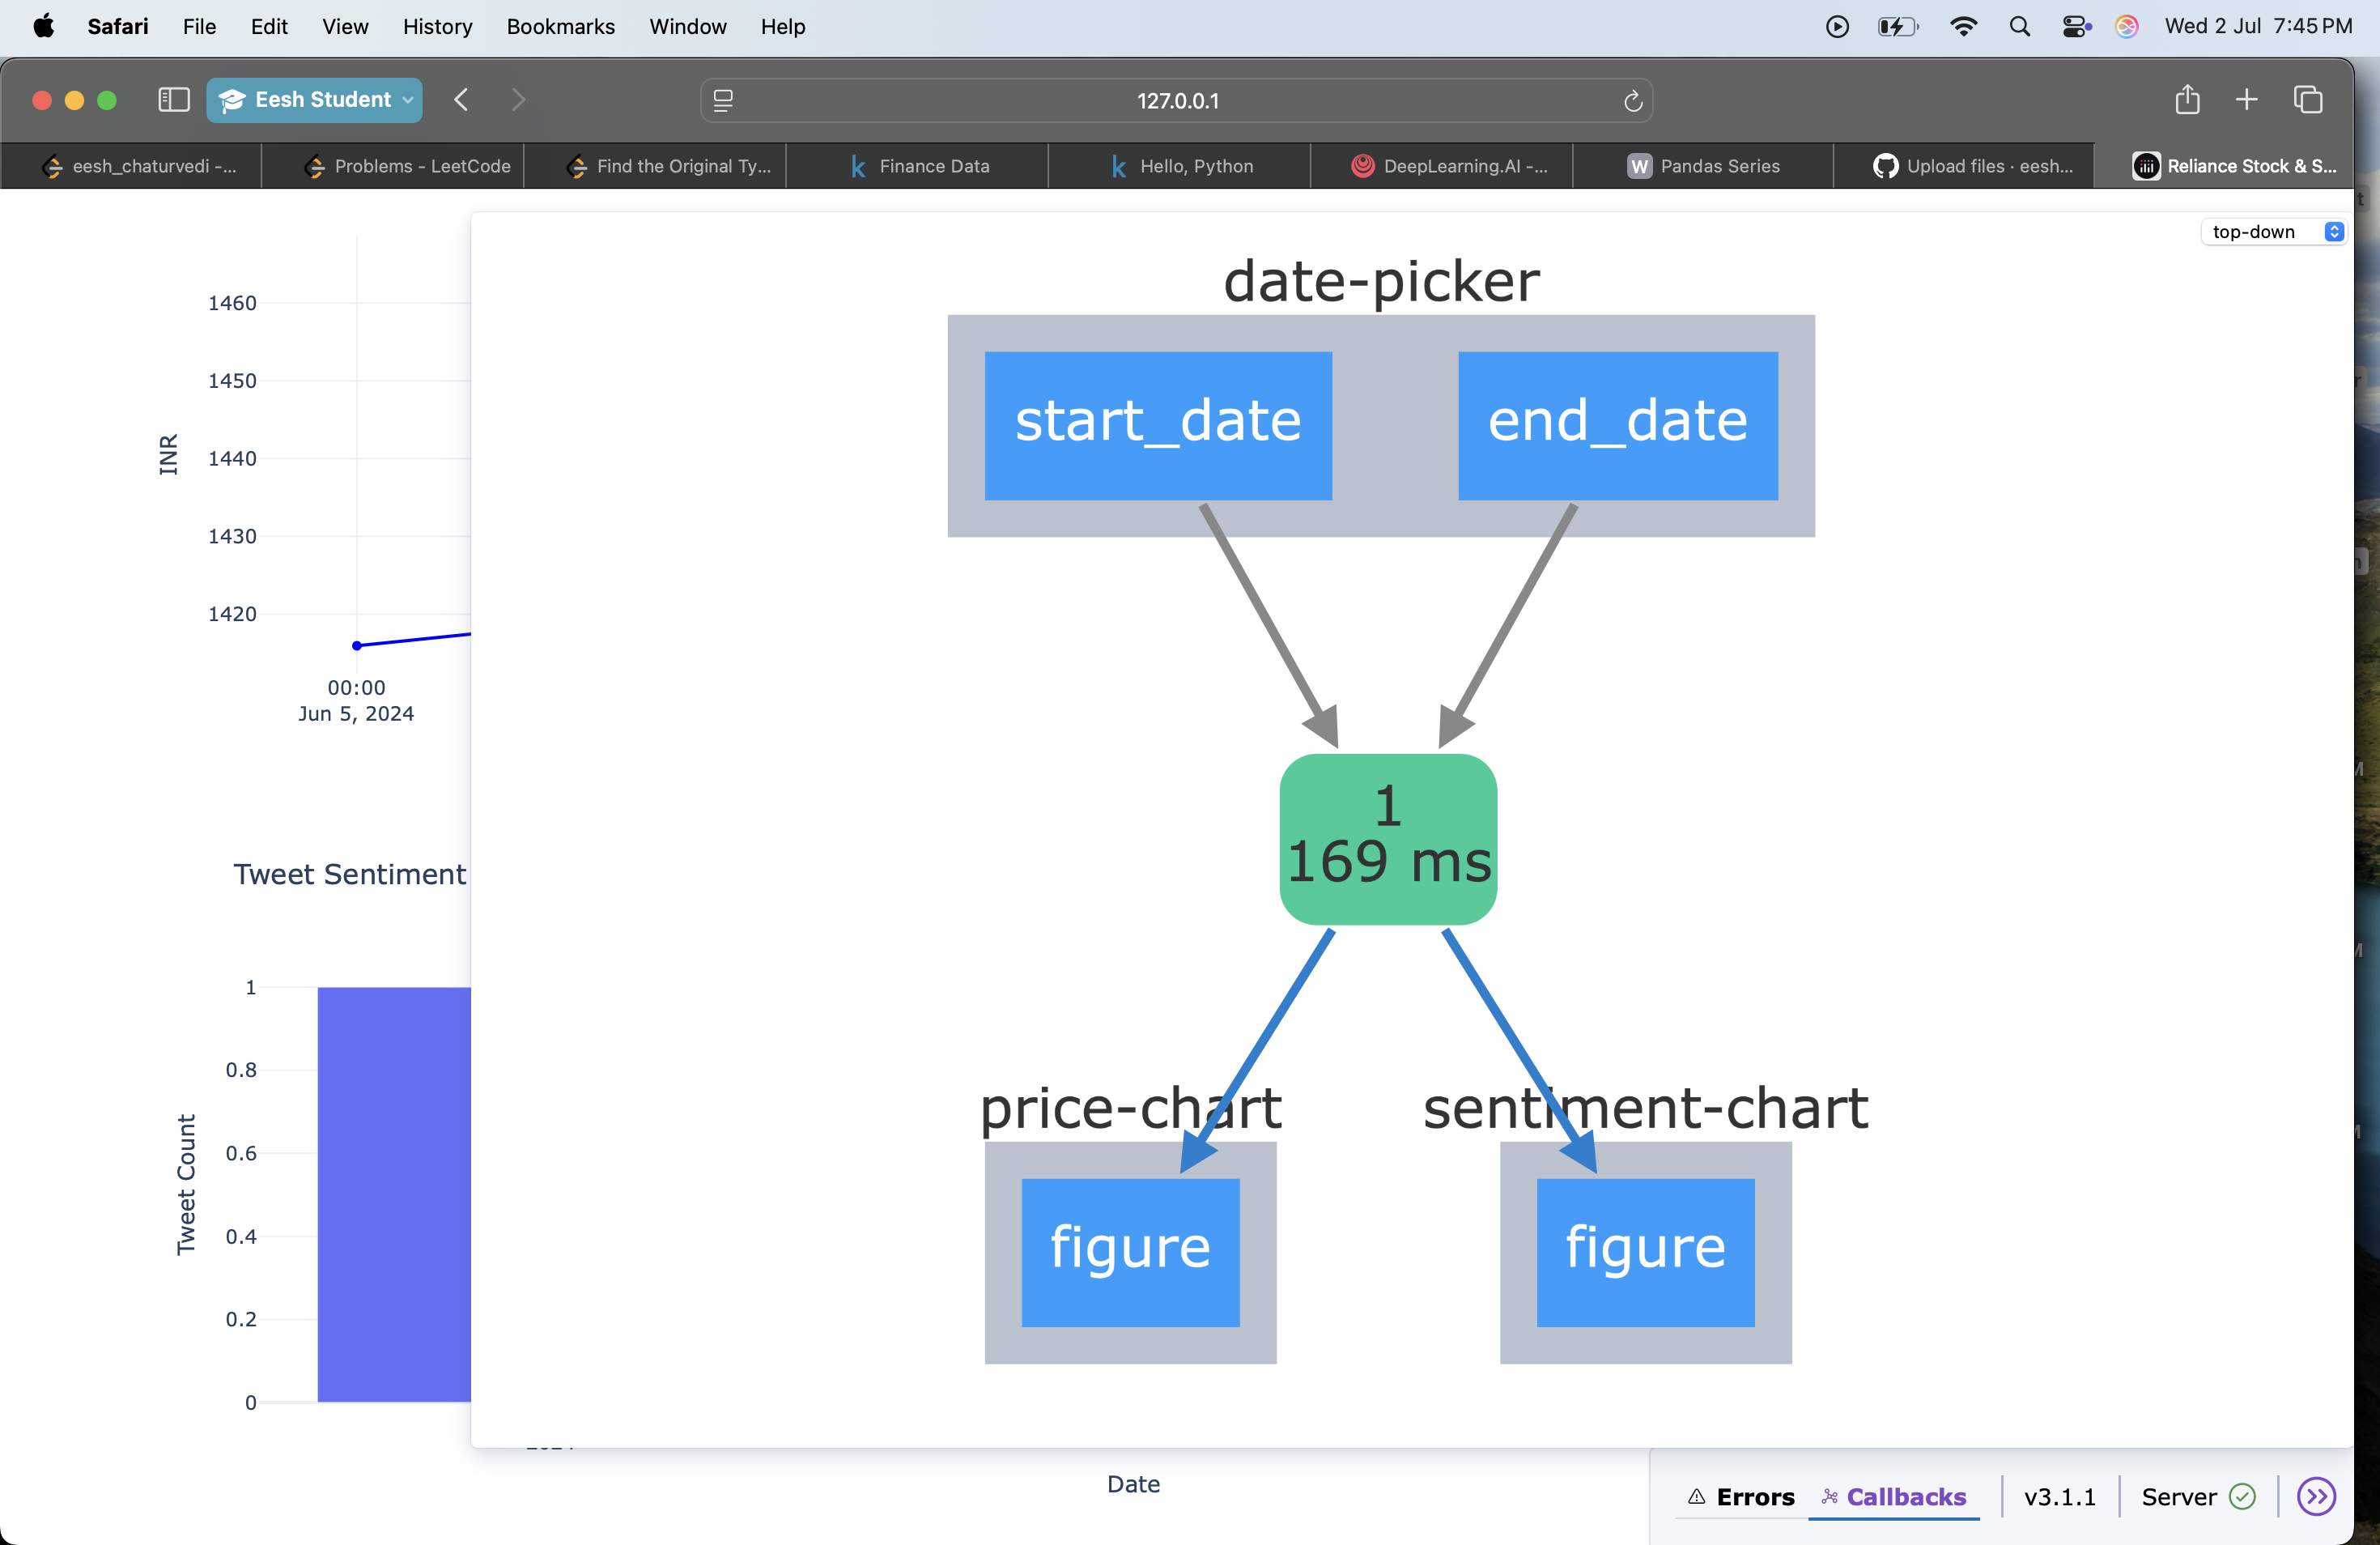 Safari File Edit View History Bookmarks Window Help Wed 2 Jul 7:45 PM
Eesh Student 127.0.0.1
eesh_chaturvedi -... Problems - LeetCode Find the Original Ty... Finance Data Hello, Python DeepLearning.AI -... W Pandas Series Upload files · eesh... Reliance Stock & S...
top-down
date-picker
start_date end_date
1
169 ms
price-chart sentiment-chart
figure figure
1460
1450
1440
1430
1420
INR
00:00
Jun 5, 2024
Tweet Sentiment
1
0.8
0.6
0.4
0.2
0
Tweet Count
Date
Errors Callbacks v3.1.1 Server